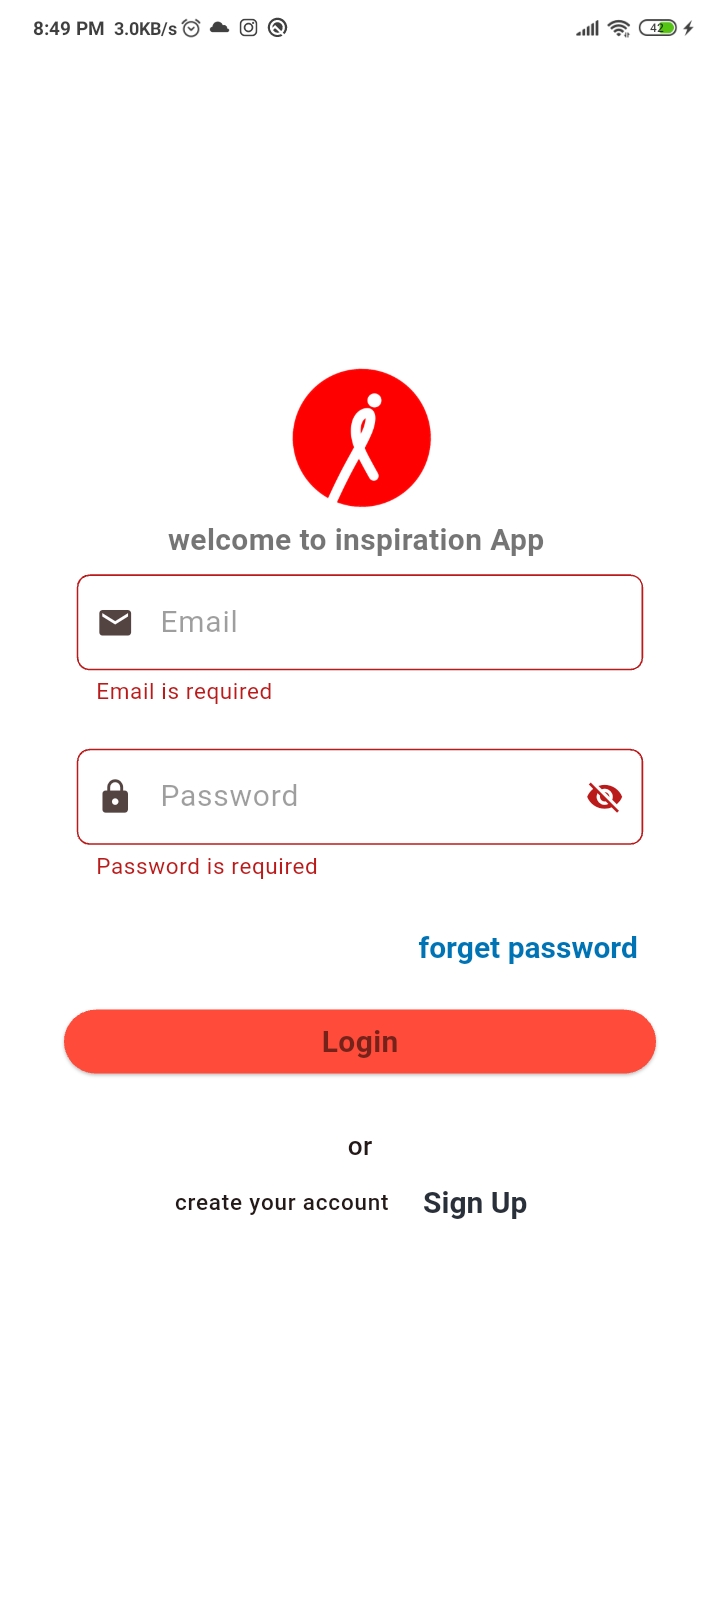 8:49 PM 3.0KB/s 42
welcome to inspiration App
Email
Email is required
Password
Password is required
forget password
Login
or
create your account Sign Up